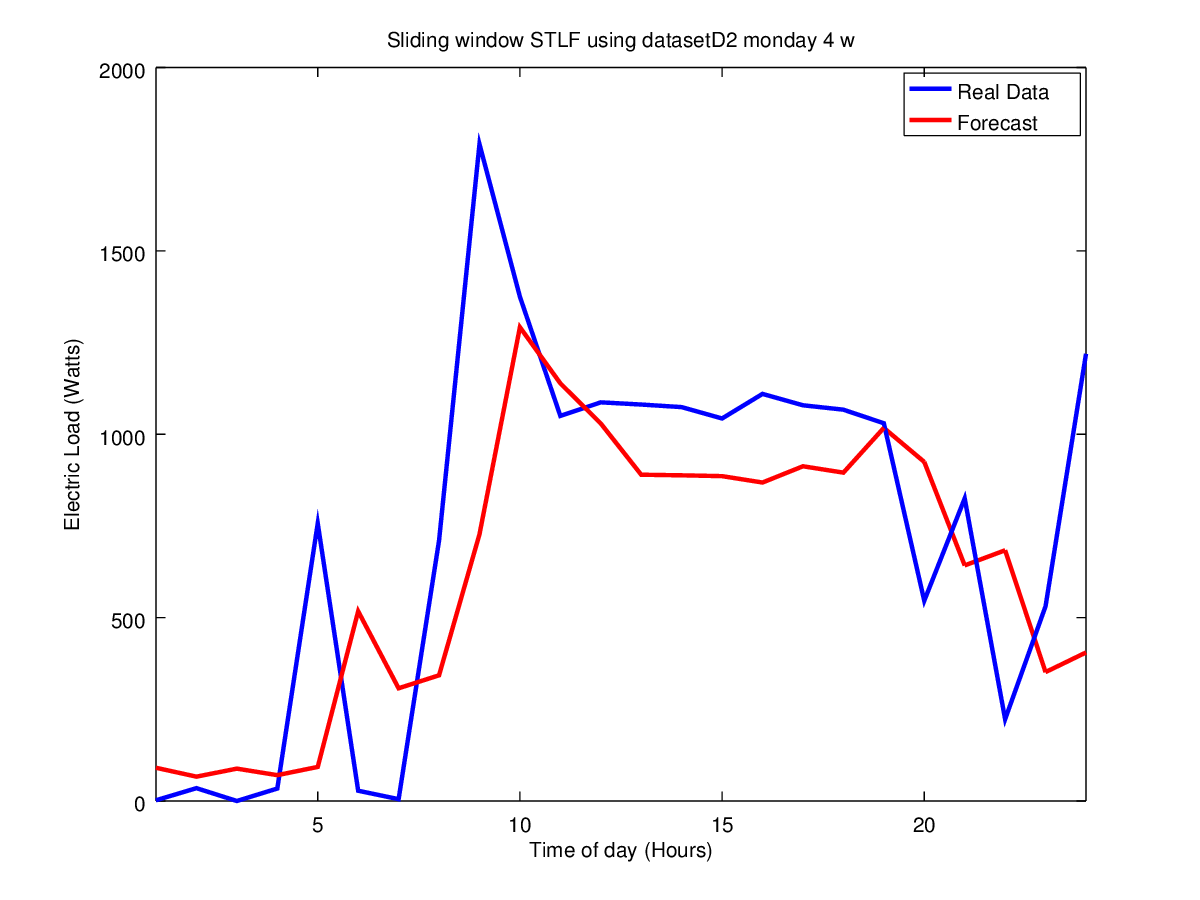 Sliding window STLF using datasetD2 monday 4 w
Real Data
Forecast
2000
1500
1000
500
0
Electric Load (Watts)
5 10 15 20
Time of day (Hours)